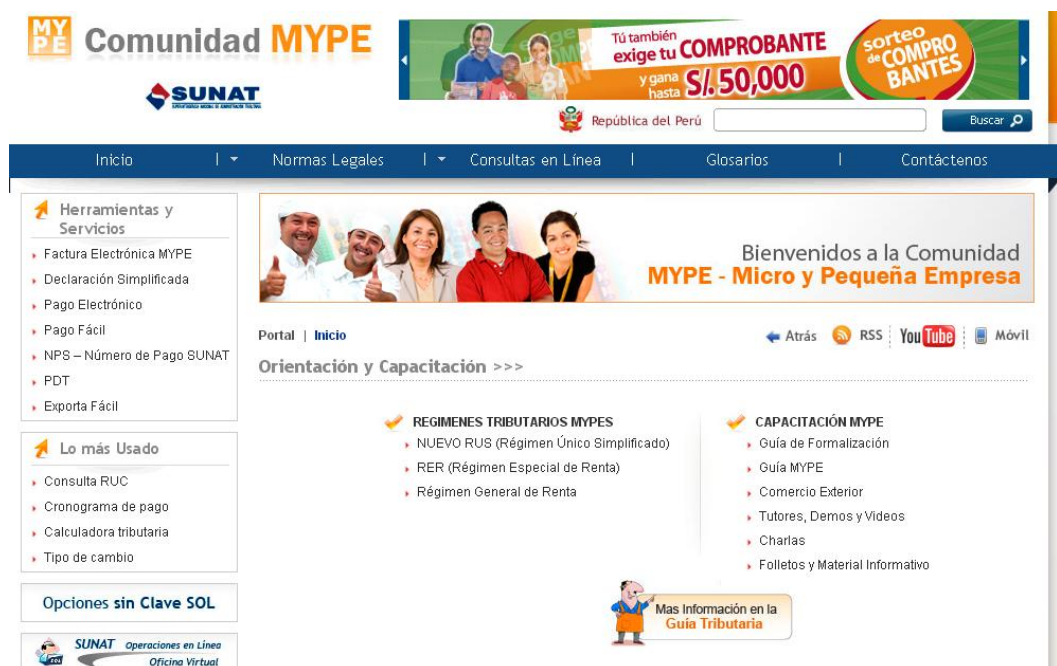 MY
PE
Comunidad MYPE
SUNAT
Tú también
exige tu COMPROBANTE
y gana
hasta S/. 50,000
sorteo
de COMPRO
BANTES
República del Perú
Buscar
Inicio
Normas Legales
Consultas en Línea
Glosarios
Contáctenos
Herramientas y
Servicios
Factura Electrónica MYPE
Declaración Simplificada
Pago Electrónico
Pago Fácil
NPS – Número de Pago SUNAT
PDT
Exporta Fácil
Lo más Usado
Consulta RUC
Cronograma de pago
Calculadora tributaria
Tipo de cambio
Opciones sin Clave SOL
SUNAT Operaciones en Línea
Oficina Virtual
Bienvenidos a la Comunidad
MYPE - Micro y Pequeña Empresa
Portal | Inicio
Atrás
RSS
YouTube
Móvil
Orientación y Capacitación >>>
REGIMENES TRIBUTARIOS MYPES
NUEVO RUS (Régimen Único Simplificado)
RER (Régimen Especial de Renta)
Régimen General de Renta
CAPACITACIÓN MYPE
Guía de Formalización
Guía MYPE
Comercio Exterior
Tutores, Demos y Videos
Charlas
Folletos y Material Informativo
Mas Información en la
Guía Tributaria